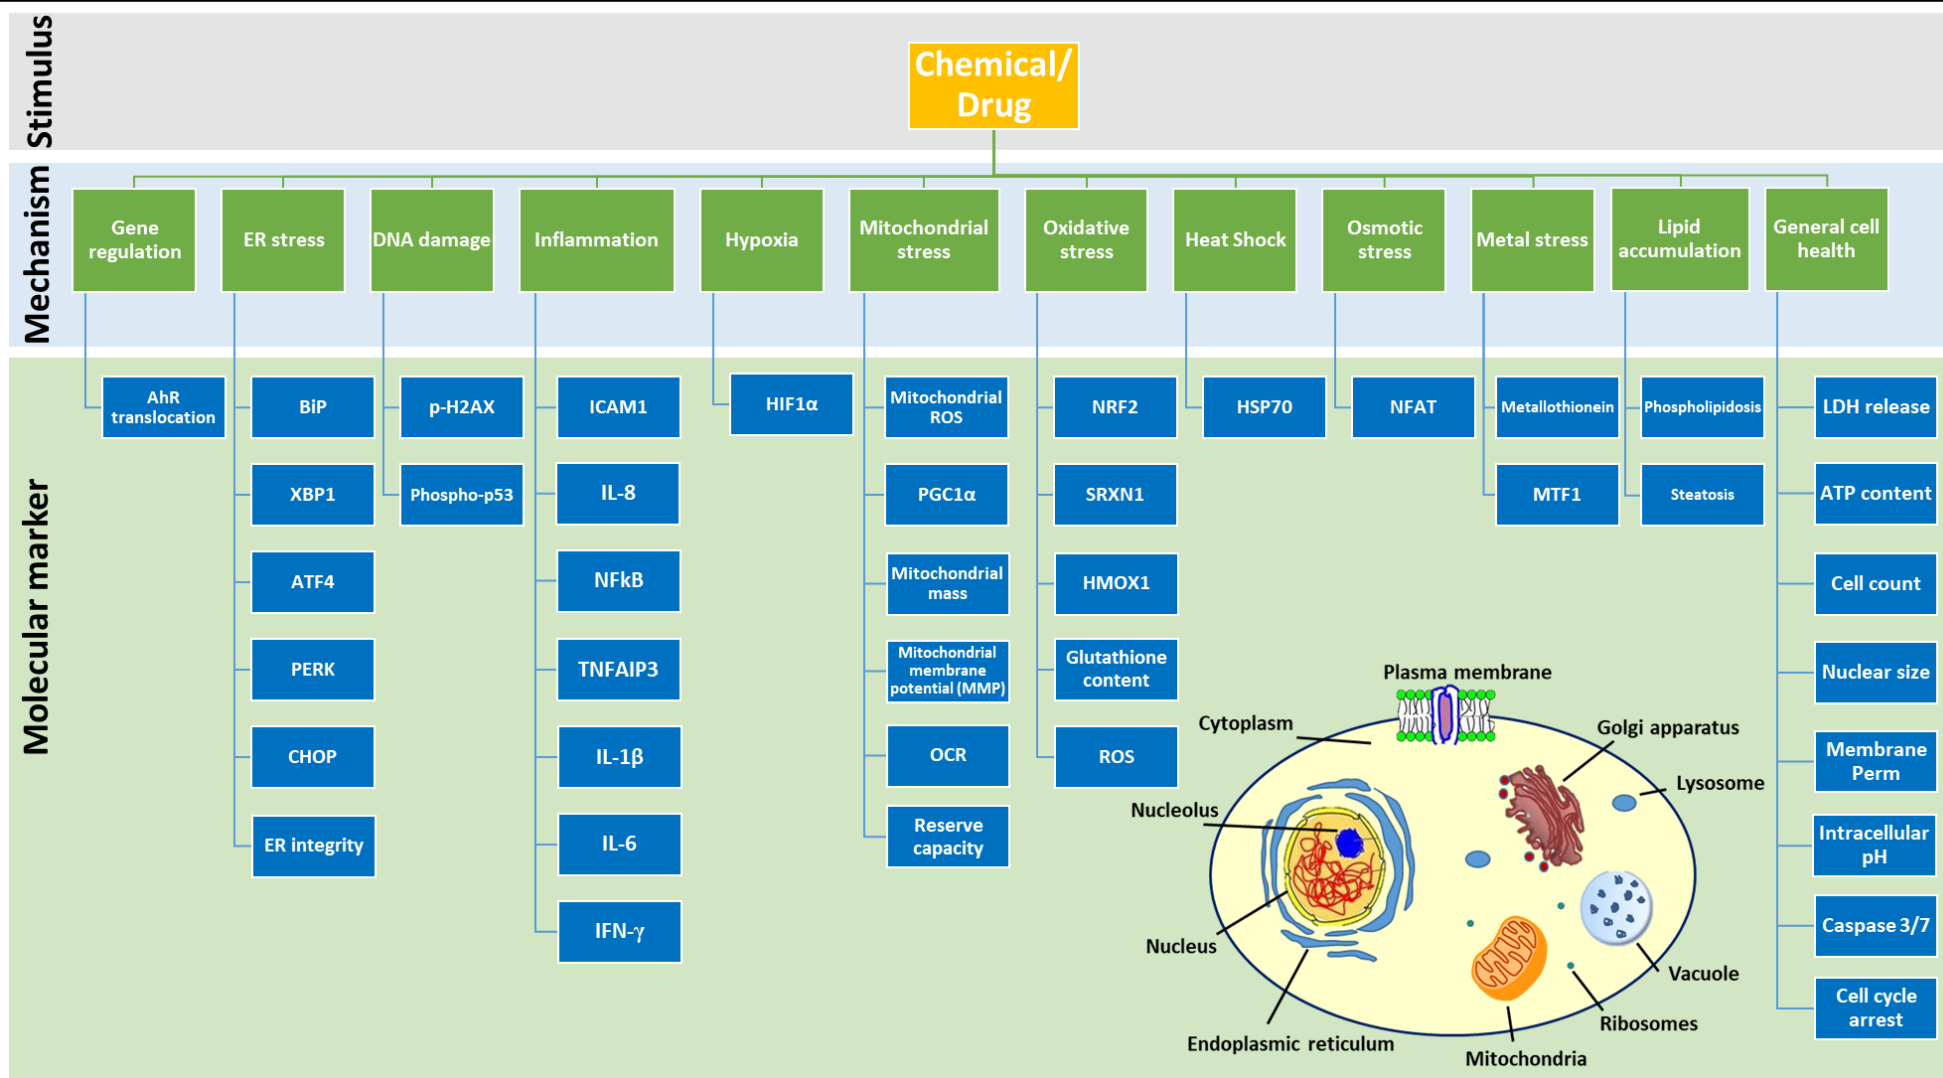 Stimulus
Chemical/
Drug
Mechanism
Gene
regulation
ER stress
DNA damage
Inflammation
Hypoxia
Mitochondrial
stress
Oxidative
stress
Heat Shock
Osmotic
stress
Metal stress
Lipid
accumulation
General cell
health
Molecular marker
AhR
translocation
BiP
XBP1
ATF4
PERK
CHOP
ER integrity
p-H2AX
Phospho-p53
ICAM1
IL-8
NFkB
TNFAIP3
IL-1β
IL-6
IFN-γ
HIF1α
Mitochondrial
ROS
PGC1α
Mitochondrial
mass
Mitochondrial
membrane
potential (MMP)
OCR
Reserve
capacity
NRF2
SRXN1
HMOX1
Glutathione
content
ROS
HSP70
NFAT
Metallothionein
MTF1
Phospholipidosis
Steatosis
LDH release
ATP content
Cell count
Nuclear size
Membrane
Perm
Intracellular
pH
Caspase 3/7
Cell cycle
arrest
Plasma membrane
Cytoplasm
Golgi apparatus
Lysosome
Nucleolus
Nucleus
Vacuole
Ribosomes
Endoplasmic reticulum
Mitochondria